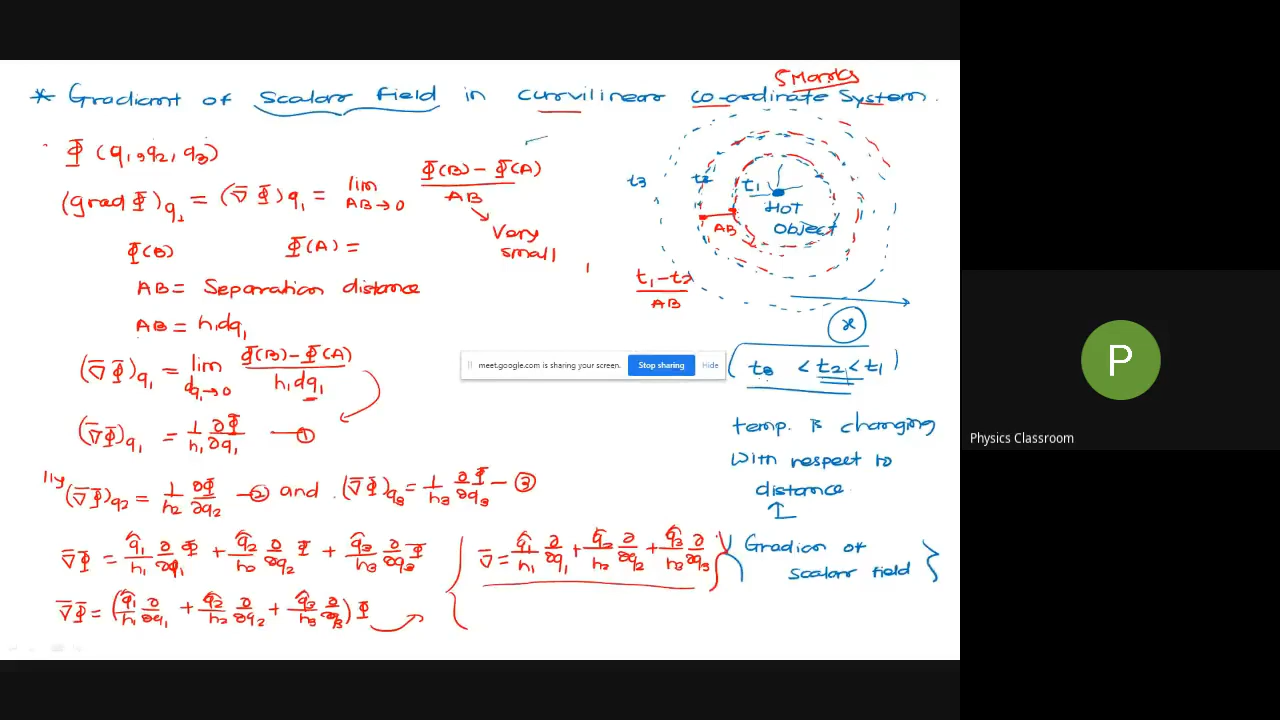 5 Marks
* Gradiant of Scalar Field in curvilinear co-ordinate System.
Φ (q₁, q₂, q₃)
(grad Φ)q₁ = (∇̄ Φ)q₁ = lim AB→0 Φ(B) − Φ(A) / AB
Very
small
Φ(B) Φ(A) =
AB = Separation distance
AB = h₁dq₁
(∇̄ Φ)q₁ = lim dq₁→0 Φ(B) − Φ(A) / h₁dq₁
(∇̄Φ)q₁ = 1/h₁ ∂Φ/∂q₁ — ①
lly (∇̄Φ)q₂ = 1/h₂ ∂Φ/∂q₂ — ② and (∇̄Φ)q₃ = 1/h₃ ∂Φ/∂q₃ — ③
∇̄Φ = q̂₁/h₁ ∂/∂q₁ Φ + q̂₂/h₂ ∂/∂q₂ Φ + q̂₃/h₃ ∂/∂q₃ Φ
∇̄Φ = (q̂₁/h₁ ∂/∂q₁ + q̂₂/h₂ ∂/∂q₂ + q̂₃/h₃ ∂/∂q₃) Φ
{ ∇̄ = q̂₁/h₁ ∂/∂q₁ + q̂₂/h₂ ∂/∂q₂ + q̂₃/h₃ ∂/∂q₃ }
t₃ t₂ t₁
HOT
Object
AB
t₁ − t₂ / AB
x
t₃ < t₂ < t₁
temp. is changing
with respect to
distance
{ Gradion of
scalar field }
meet.google.com is sharing your screen. Stop sharing Hide
P
Physics Classroom